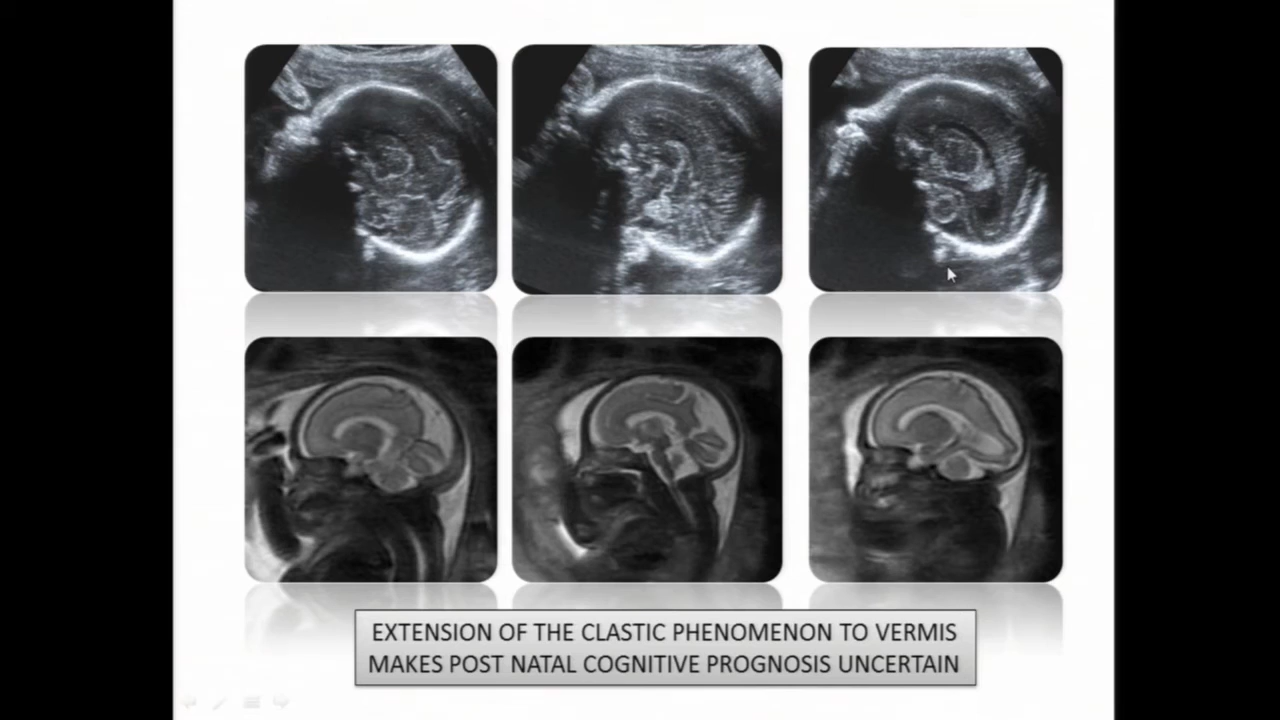 EXTENSION OF THE CLASTIC PHENOMENON TO VERMIS
MAKES POST NATAL COGNITIVE PROGNOSIS UNCERTAIN